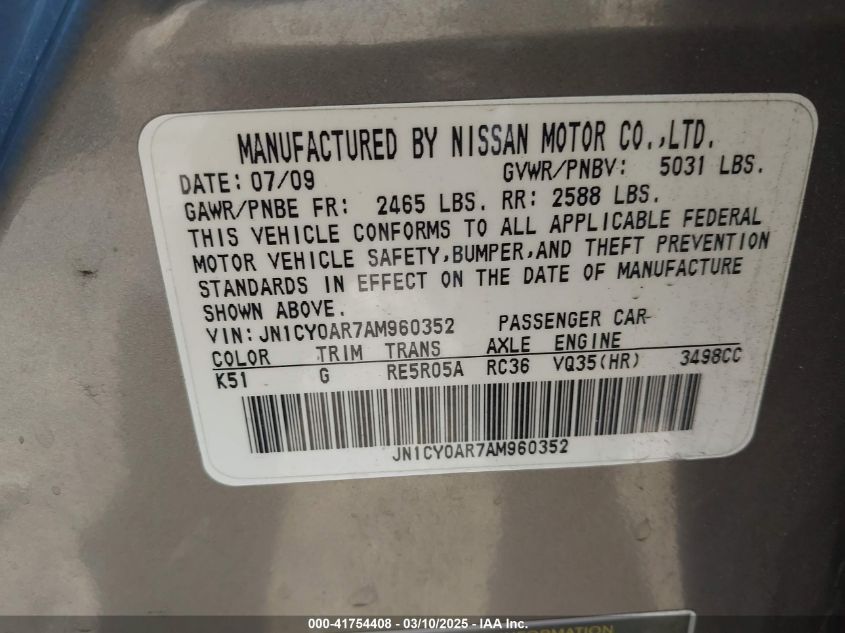 MANUFACTURED BY NISSAN MOTOR CO.,LTD.
DATE: 07/09 GVWR/PNBV: 5031 LBS.
GAWR/PNBE FR: 2465 LBS. RR: 2588 LBS.
THIS VEHICLE CONFORMS TO ALL APPLICABLE FEDERAL
MOTOR VEHICLE SAFETY,BUMPER,AND THEFT PREVENTION
STANDARDS IN EFFECT ON THE DATE OF MANUFACTURE
SHOWN ABOVE.
VIN: JN1CY0AR7AM960352 PASSENGER CAR
COLOR TRIM TRANS AXLE ENGINE
K51 G RE5R05A RC36 VQ35(HR) 3498CC
JN1CY0AR7AM960352
INFORMATION
000-41754408 - 03/10/2025 - IAA Inc.